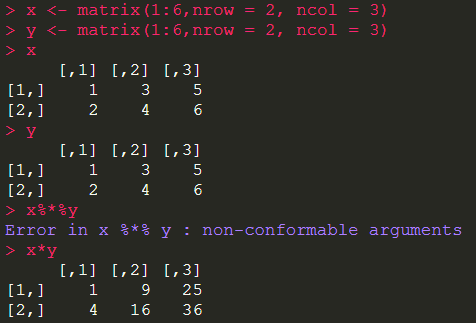 > x <- matrix(1:6,nrow = 2, ncol = 3)
> y <- matrix(1:6,nrow = 2, ncol = 3)
> x
     [,1] [,2] [,3]
[1,]    1    3    5
[2,]    2    4    6
> y
     [,1] [,2] [,3]
[1,]    1    3    5
[2,]    2    4    6
> x%*%y
Error in x %*% y : non-conformable arguments
> x*y
     [,1] [,2] [,3]
[1,]    1    9   25
[2,]    4   16   36